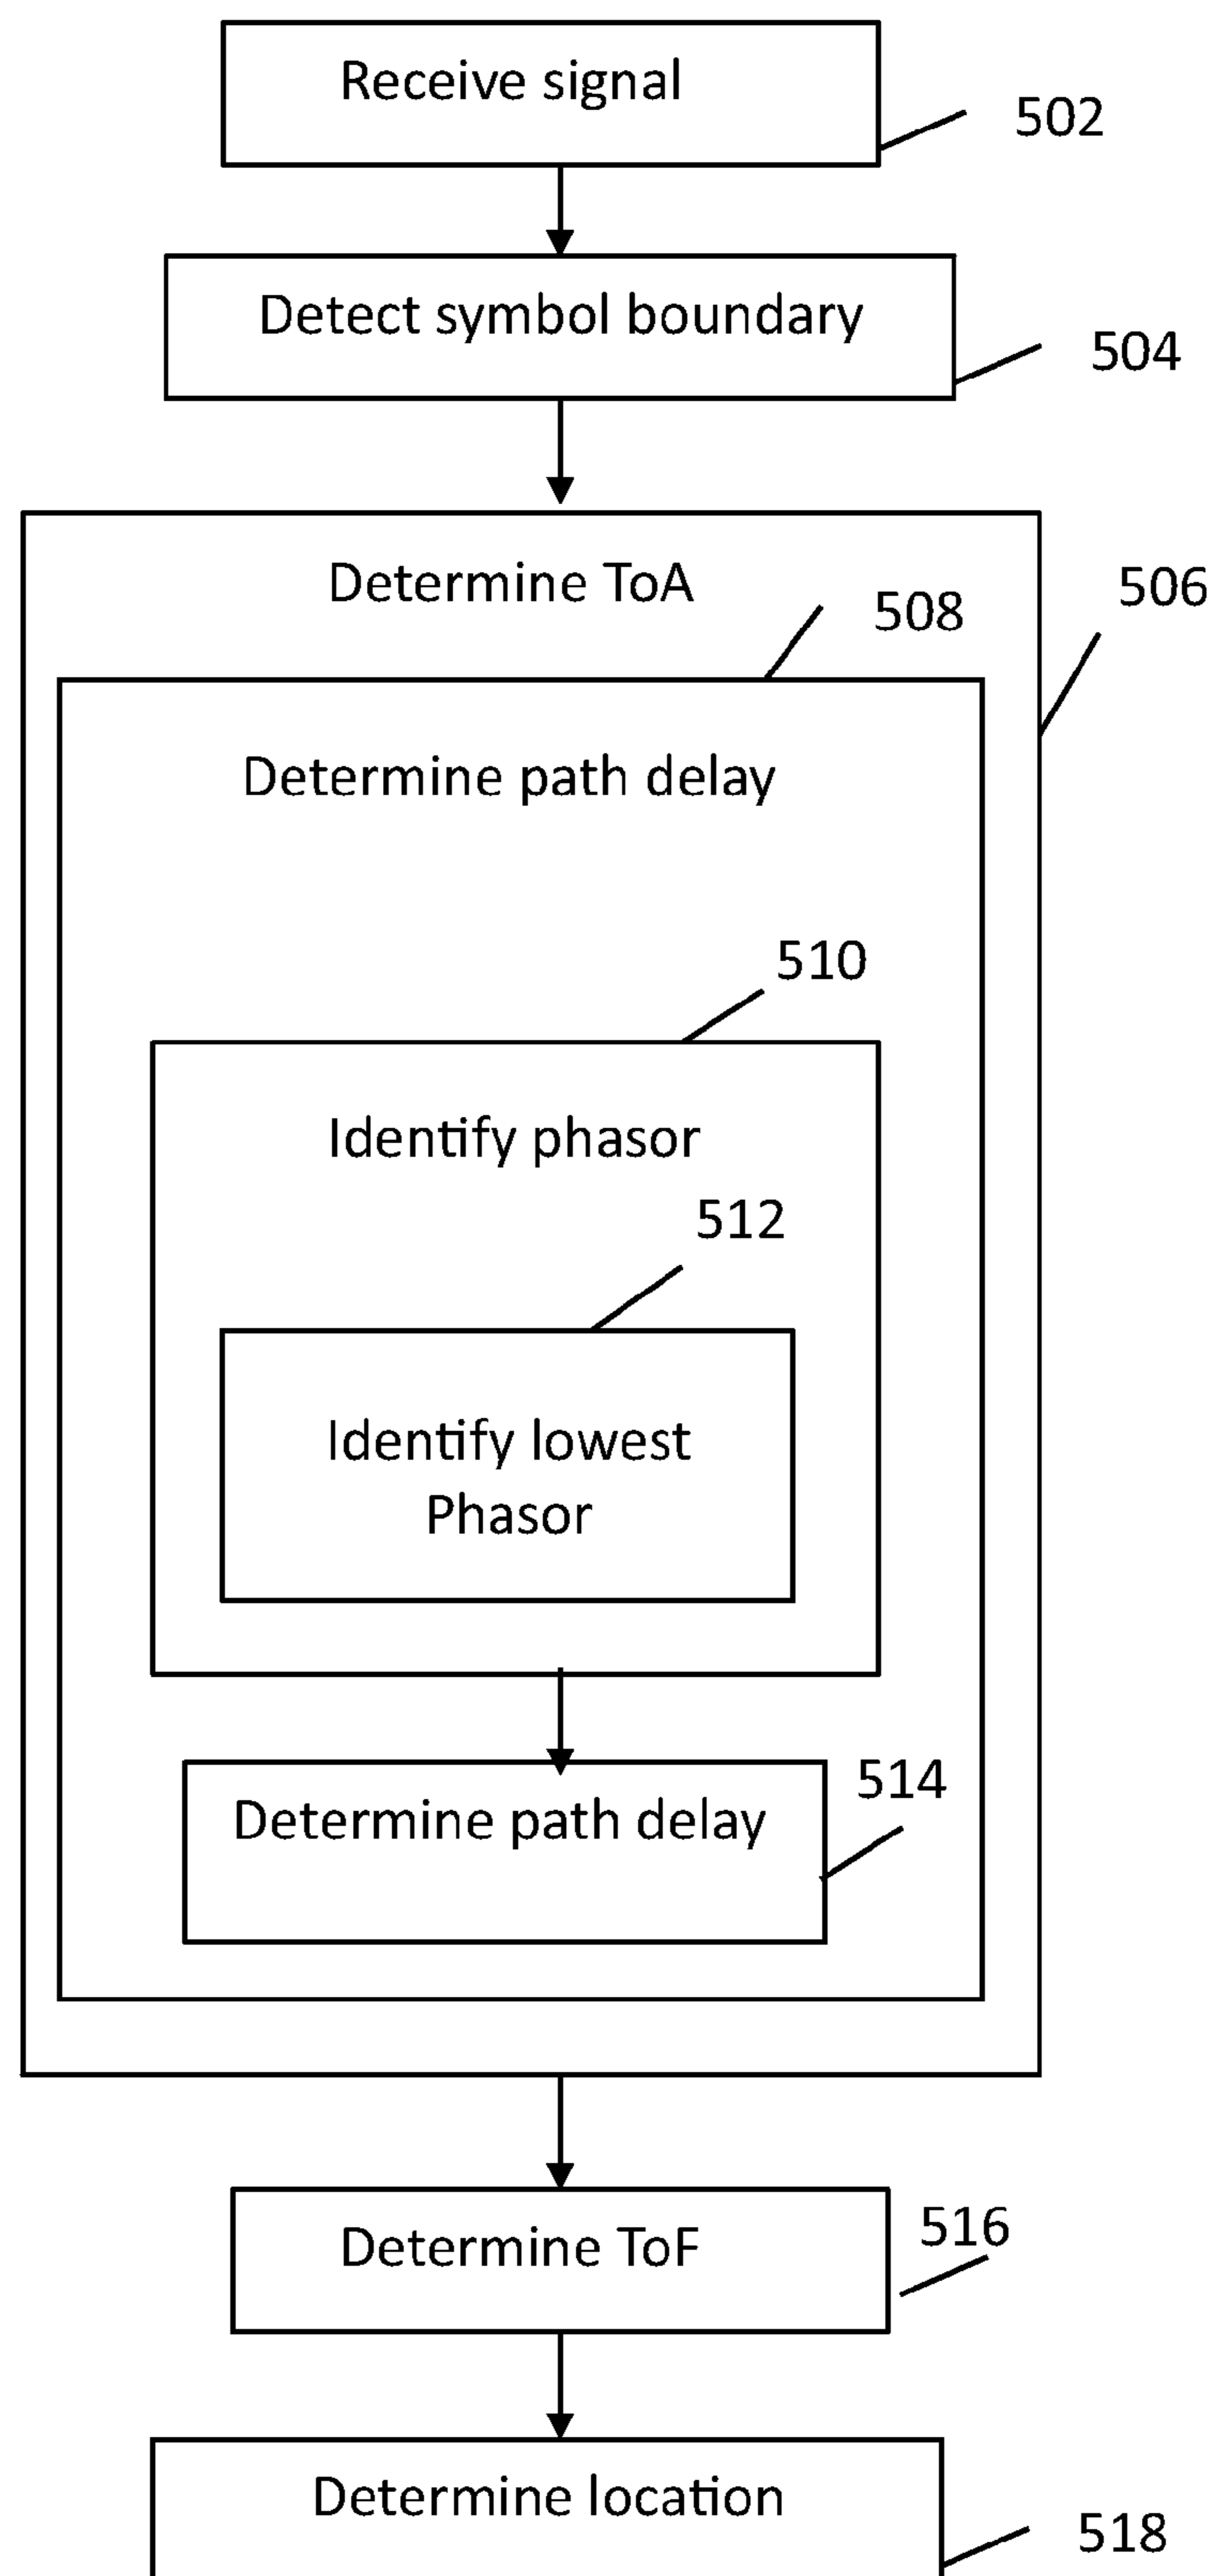 Receive signal
502
Detect symbol boundary
504
Determine ToA
506
508
Determine path delay
510
Identify phasor
512
Identify lowest
Phasor
514
Determine path delay
516
Determine ToF
Determine location
518